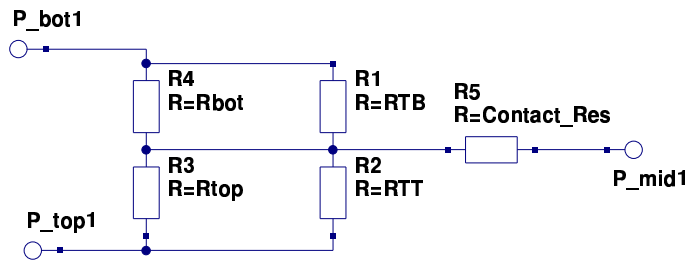 P_bot1
R4
R=Rbot
R1
R=RTB
R5
R=Contact_Res
R3
R=Rtop
R2
R=RTT
P_mid1
P_top1